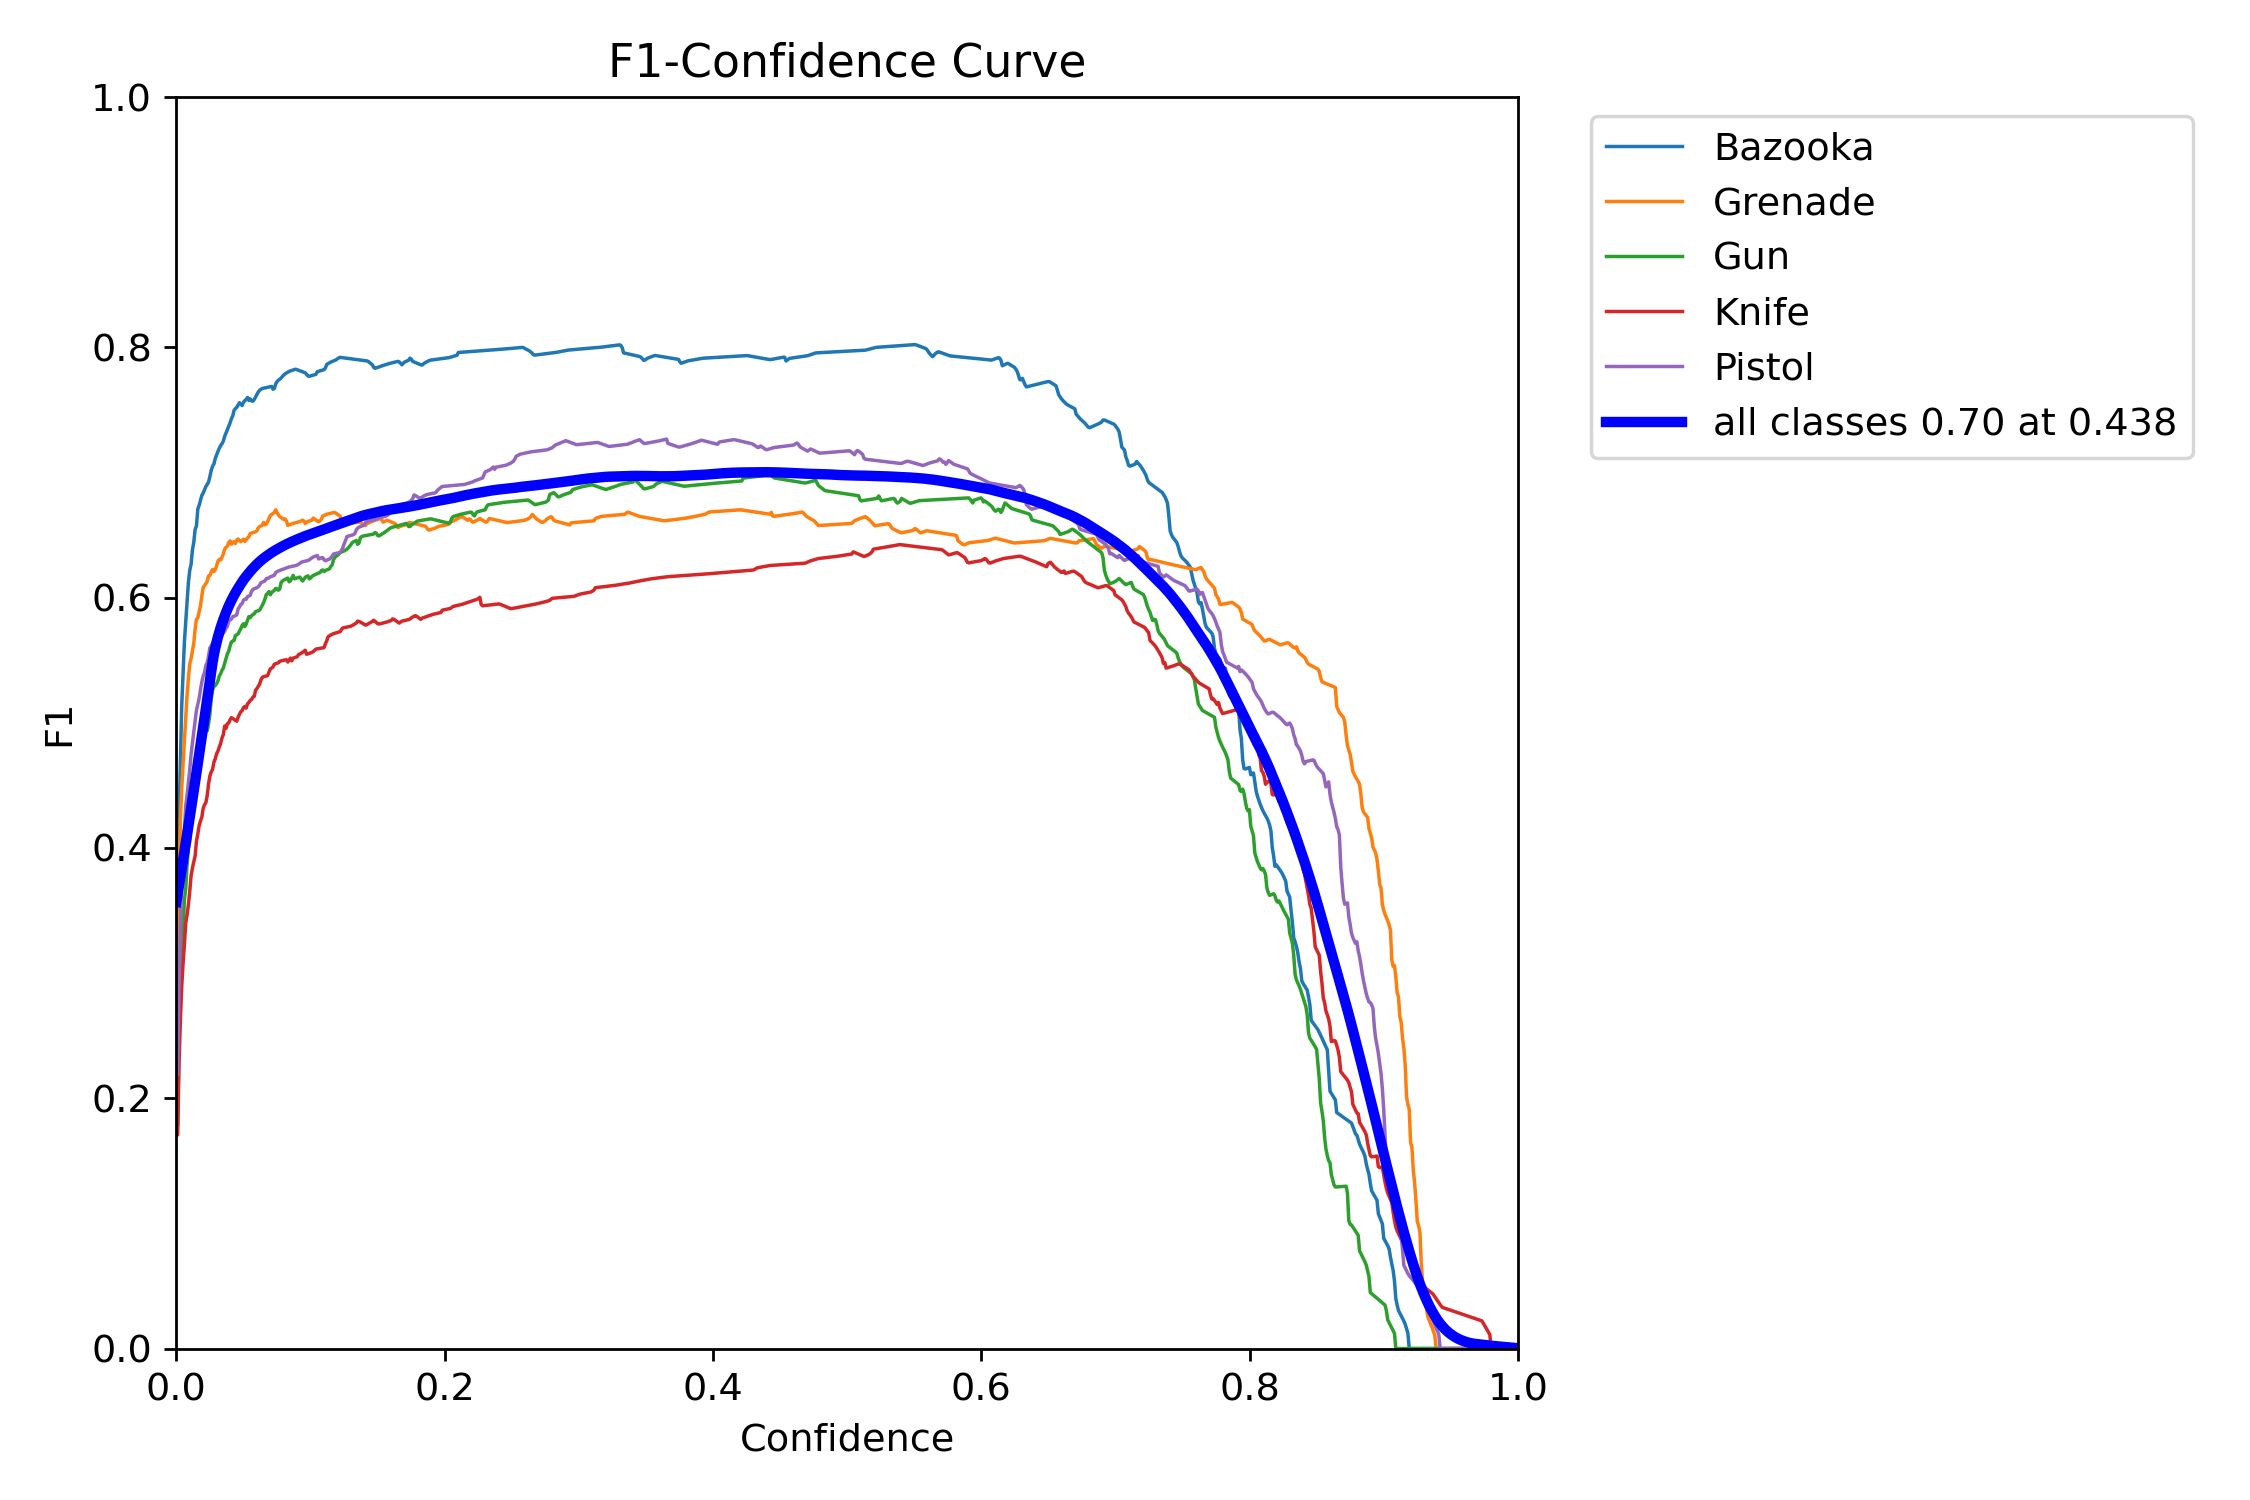 F1-Confidence Curve
1.0
0.8
0.6
0.4
0.2
0.0
F1
0.0 0.2 0.4 0.6 0.8 1.0
Confidence
Bazooka
Grenade
Gun
Knife
Pistol
all classes 0.70 at 0.438